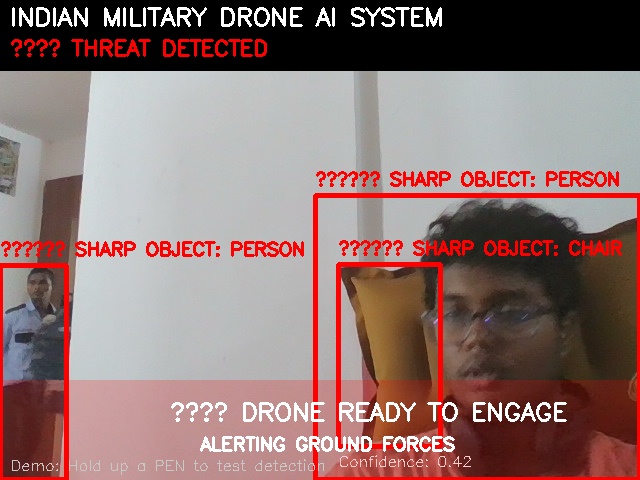 INDIAN MILITARY DRONE AI SYSTEM
???? THREAT DETECTED
?????? SHARP OBJECT: PERSON
?????? SHARP OBJECT: PERSON
?????? SHARP OBJECT: CHAIR
???? DRONE READY TO ENGAGE
ALERTING GROUND FORCES
Demo: Hold up a PEN to test detection
Confidence: 0.42